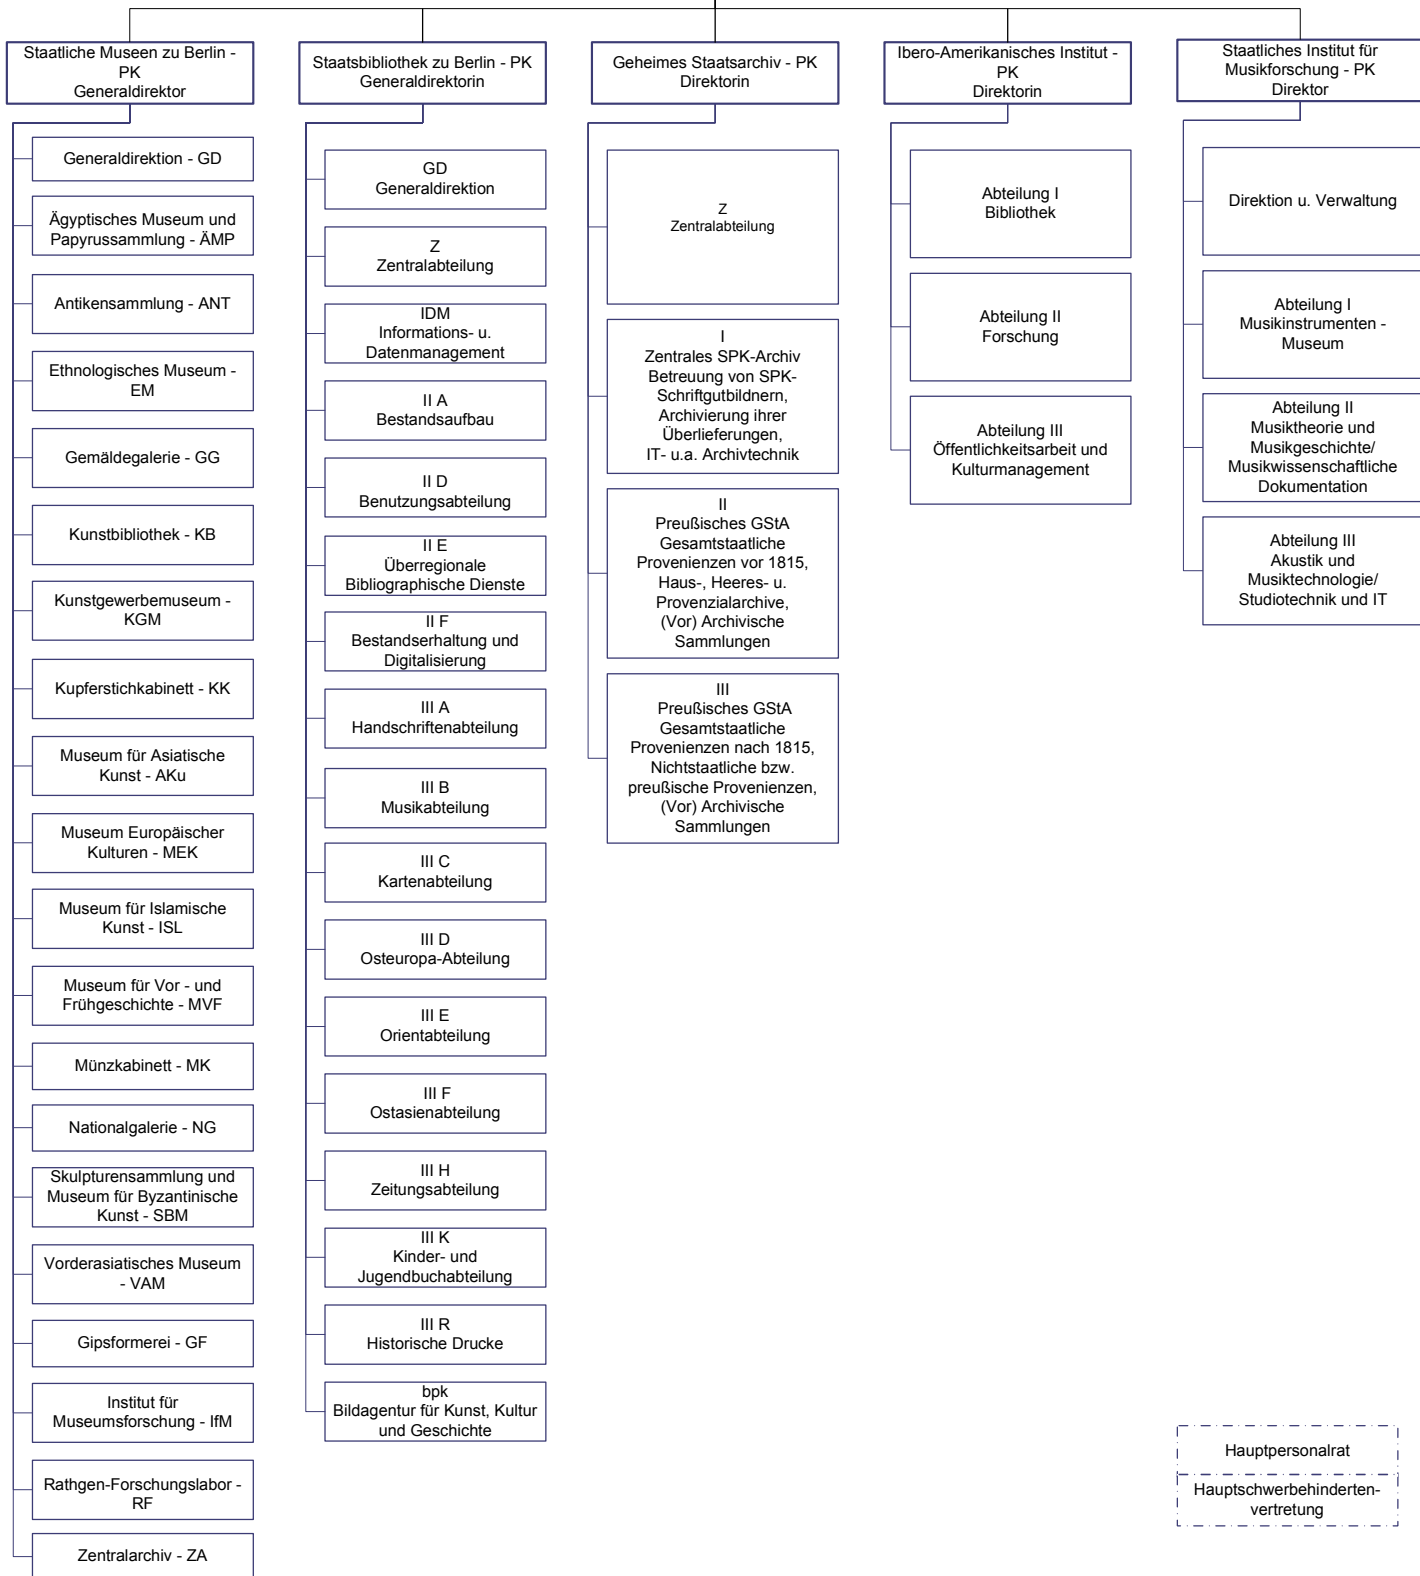 Staatliche Museen zu Berlin -
PK
Generaldirektor
Generaldirektion - GD
Ägyptisches Museum und
Papyrussammlung - ÄMP
Antikensammlung - ANT
Ethnologisches Museum -
EM
Gemäldegalerie - GG
Kunstbibliothek - KB
Kunstgewerbemuseum -
KGM
Kupferstichkabinett - KK
Museum für Asiatische
Kunst - AKu
Museum Europäischer
Kulturen - MEK
Museum für Islamische
Kunst - ISL
Museum für Vor - und
Frühgeschichte - MVF
Münzkabinett - MK
Nationalgalerie - NG
Skulpturensammlung und
Museum für Byzantinische
Kunst - SBM
Vorderasiatisches Museum
- VAM
Gipsformerei - GF
Institut für
Museumsforschung - IfM
Rathgen-Forschungslabor -
RF
Zentralarchiv - ZA
Staatsbibliothek zu Berlin - PK
Generaldirektorin
GD
Generaldirektion
Z
Zentralabteilung
IDM
Informations- u.
Datenmanagement
II A
Bestandsaufbau
II D
Benutzungsabteilung
II E
Überregionale
Bibliographische Dienste
II F
Bestandserhaltung und
Digitalisierung
III A
Handschriftenabteilung
III B
Musikabteilung
III C
Kartenabteilung
III D
Osteuropa-Abteilung
III E
Orientabteilung
III F
Ostasienabteilung
III H
Zeitungsabteilung
III K
Kinder- und
Jugendbuchabteilung
III R
Historische Drucke
bpk
Bildagentur für Kunst, Kultur
und Geschichte
Geheimes Staatsarchiv - PK
Direktorin
Z
Zentralabteilung
I
Zentrales SPK-Archiv
Betreuung von SPK-
Schriftgutbildnern,
Archivierung ihrer
Überlieferungen,
IT- u.a. Archivtechnik
II
Preußisches GStA
Gesamtstaatliche
Provenienzen vor 1815,
Haus-, Heeres- u.
Provenzialarchive,
(Vor) Archivische
Sammlungen
III
Preußisches GStA
Gesamtstaatliche
Provenienzen nach 1815,
Nichtstaatliche bzw.
preußische Provenienzen,
(Vor) Archivische
Sammlungen
Ibero-Amerikanisches Institut -
PK
Direktorin
Abteilung I
Bibliothek
Abteilung II
Forschung
Abteilung III
Öffentlichkeitsarbeit und
Kulturmanagement
Staatliches Institut für
Musikforschung - PK
Direktor
Direktion u. Verwaltung
Abteilung I
Musikinstrumenten -
Museum
Abteilung II
Musiktheorie und
Musikgeschichte/
Musikwissenschaftliche
Dokumentation
Abteilung III
Akustik und
Musiktechnologie/
Studiotechnik und IT
Hauptpersonalrat
Hauptschwerbehinderten-
vertretung